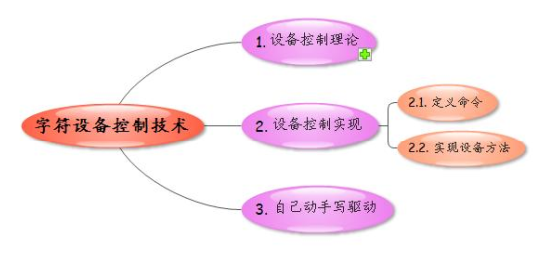 字符设备控制技术
1. 设备控制理论
2. 设备控制实现
2.1. 定义命令
2.2. 实现设备方法
3. 自己动手写驱动